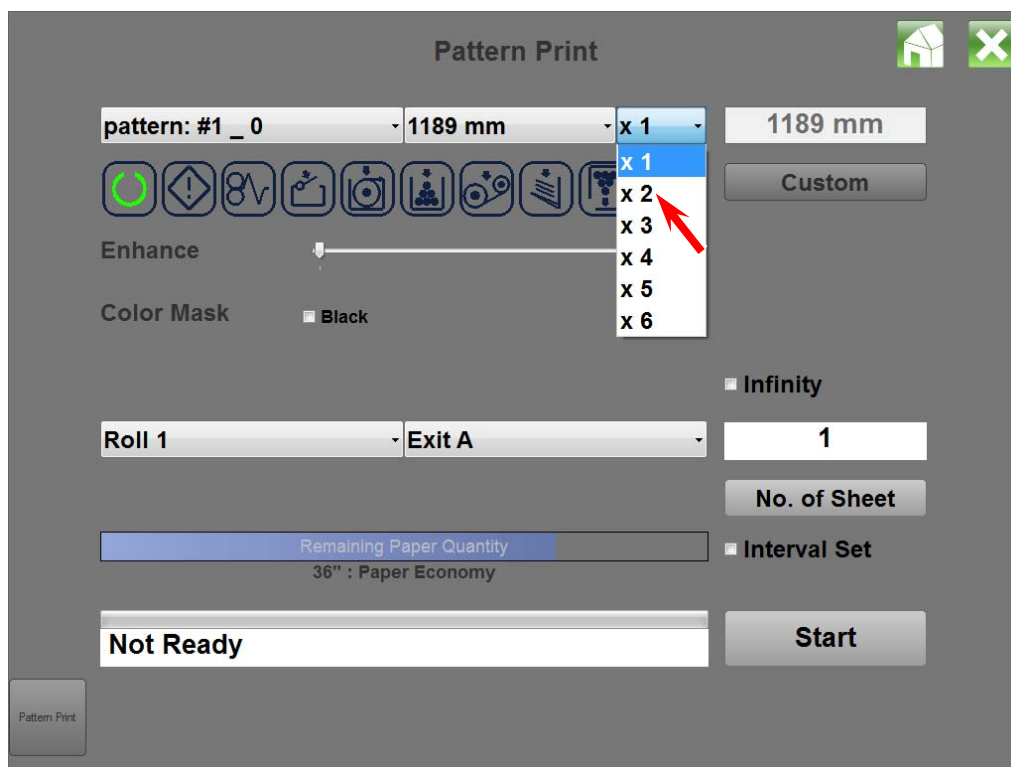 Pattern Print
pattern: #1 _ 0
1189 mm
x 1
1189 mm
x 1
x 2
x 3
x 4
x 5
x 6
Custom
Enhance
Color Mask
Black
Infinity
Roll 1
Exit A
1
No. of Sheet
Remaining Paper Quantity
Interval Set
36" : Paper Economy
Not Ready
Start
Pattern Print